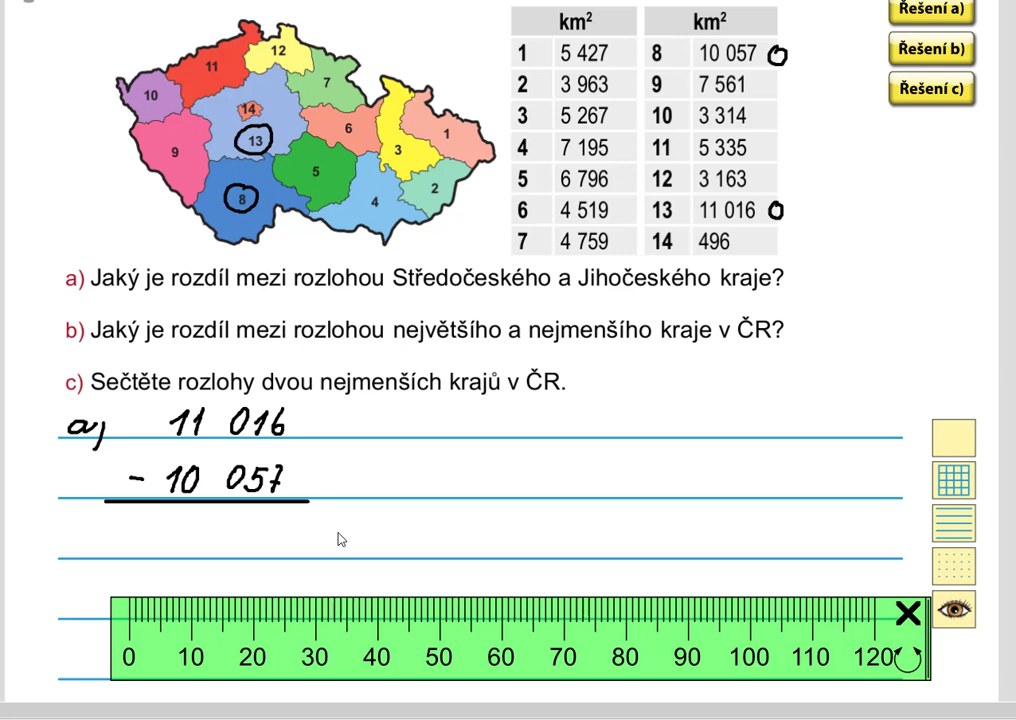 Řešení a)
Řešení b)
Řešení c)
12
11
7
10
14
6
1
13
3
9
5
2
8
4
km² km²
1 5 427 8 10 057
2 3 963 9 7 561
3 5 267 10 3 314
4 7 195 11 5 335
5 6 796 12 3 163
6 4 519 13 11 016
7 4 759 14 496
a) Jaký je rozdíl mezi rozlohou Středočeského a Jihočeského kraje?
b) Jaký je rozdíl mezi rozlohou největšího a nejmenšího kraje v ČR?
c) Sečtěte rozlohy dvou nejmenších krajů v ČR.
a) 11 016
- 10 057
0 10 20 30 40 50 60 70 80 90 100 110 120